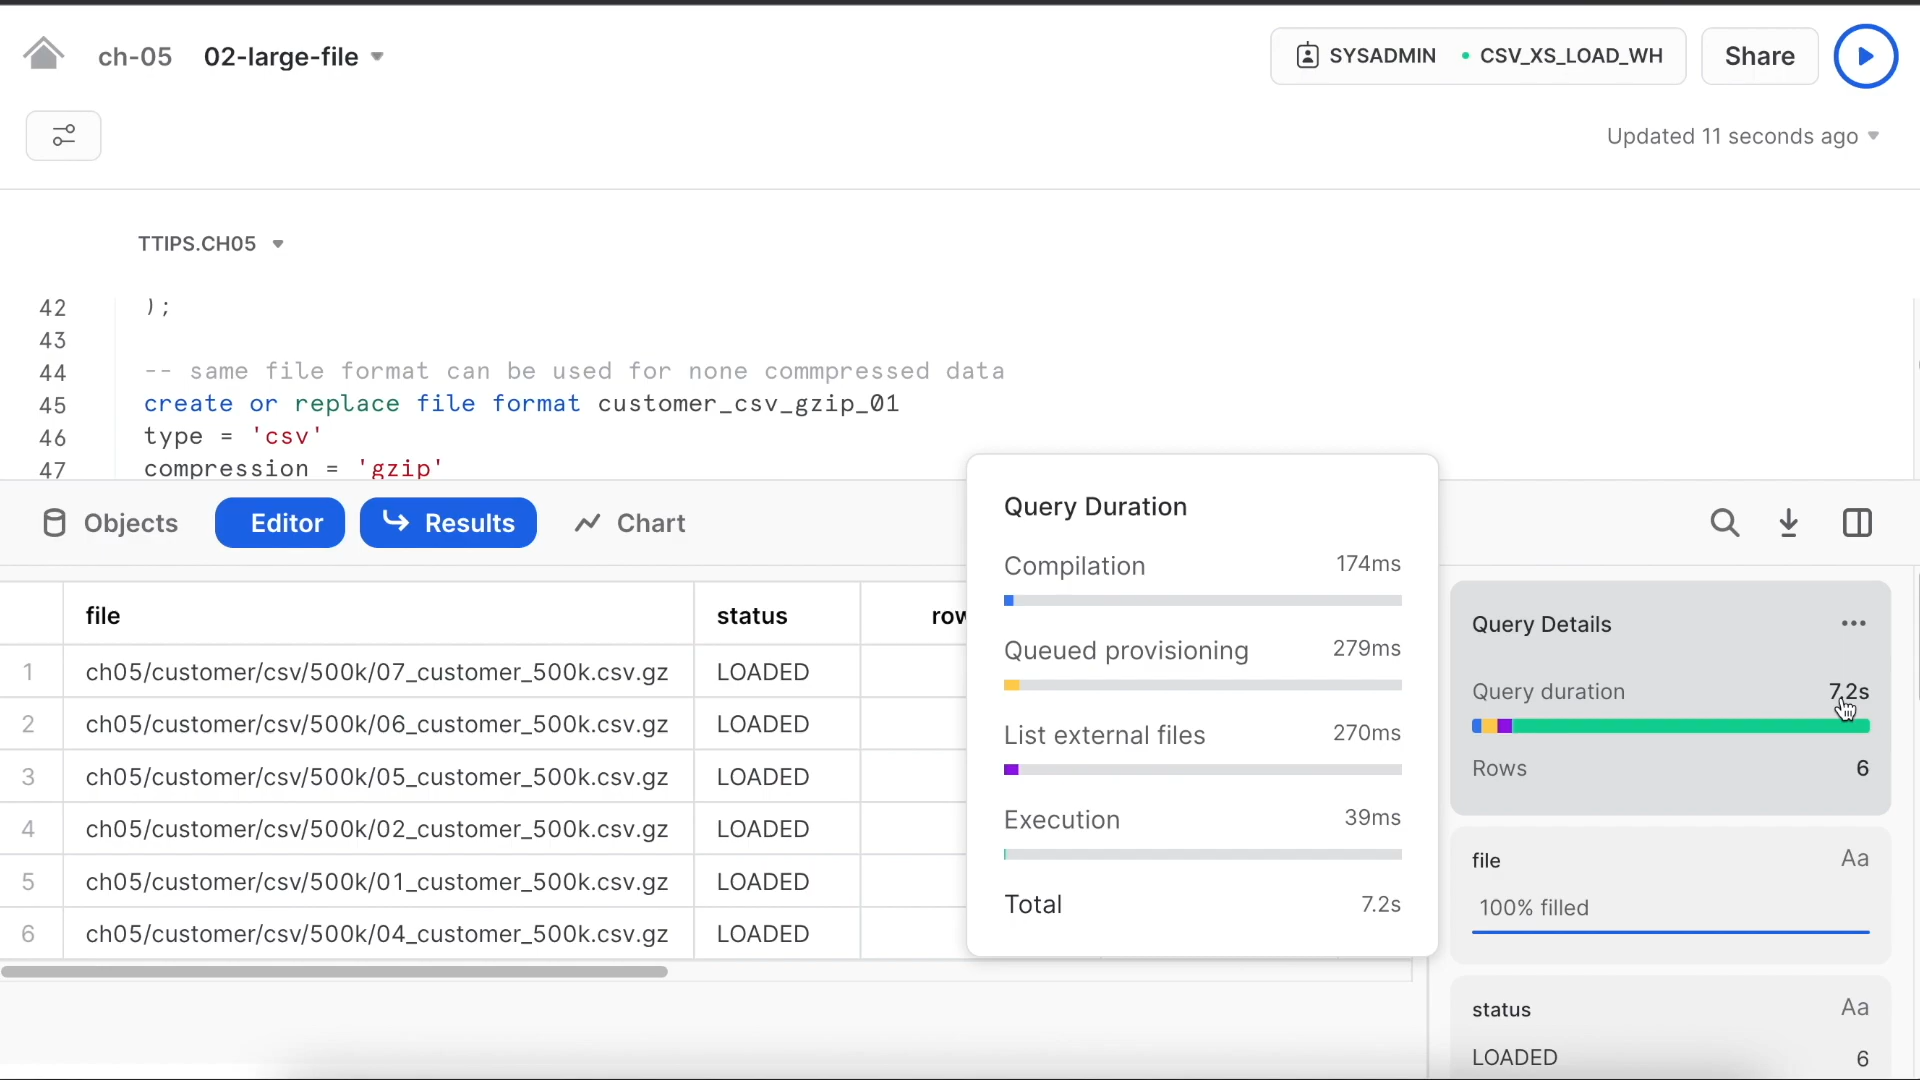 ch-05 02-large-file
SYSADMIN CSV_XS_LOAD_WH Share
Updated 11 seconds ago
TTIPS.CH05
42 );
43
44 -- same file format can be used for none commpressed data
45 create or replace file format customer_csv_gzip_01
46 type = 'csv'
47 compression = 'gzip'
Objects Editor Results Chart
file status row
1 ch05/customer/csv/500k/07_customer_500k.csv.gz LOADED
2 ch05/customer/csv/500k/06_customer_500k.csv.gz LOADED
3 ch05/customer/csv/500k/05_customer_500k.csv.gz LOADED
4 ch05/customer/csv/500k/02_customer_500k.csv.gz LOADED
5 ch05/customer/csv/500k/01_customer_500k.csv.gz LOADED
6 ch05/customer/csv/500k/04_customer_500k.csv.gz LOADED
Query Duration
Compilation 174ms
Queued provisioning 279ms
List external files 270ms
Execution 39ms
Total 7.2s
Query Details ...
Query duration 7.2s
Rows 6
file Aa
100% filled
status Aa
LOADED 6